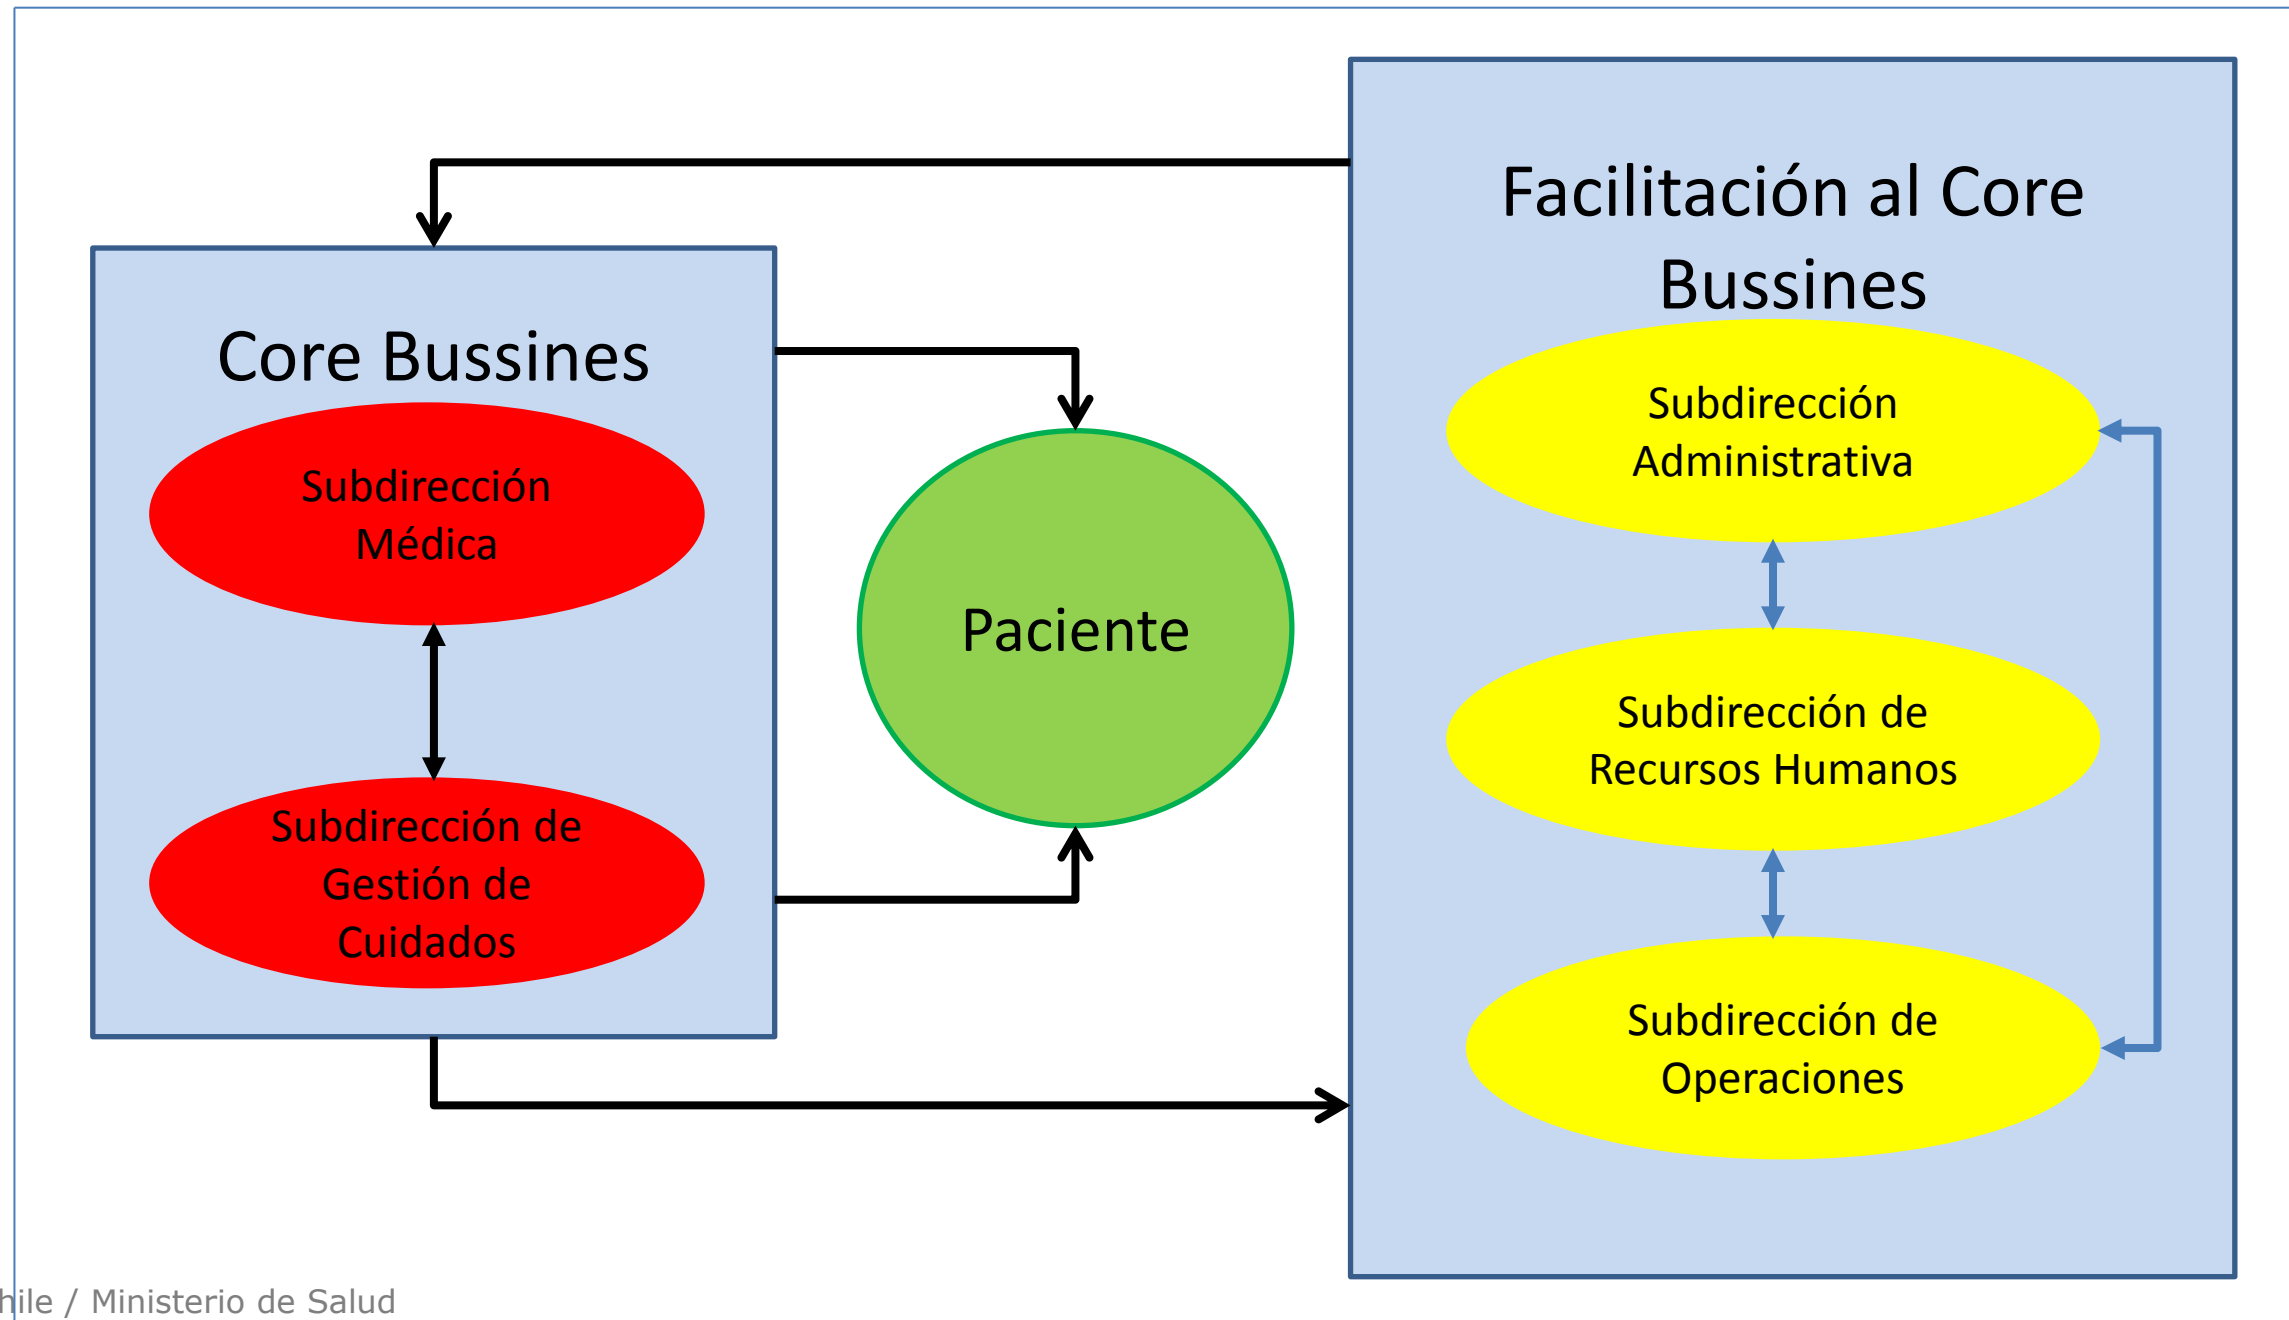 Facilitación al Core
Bussines
Core Bussines
Subdirección
Médica
Subdirección de
Gestión de
Cuidados
Paciente
Subdirección
Administrativa
Subdirección de
Recursos Humanos
Subdirección de
Operaciones
hile / Ministerio de Salud